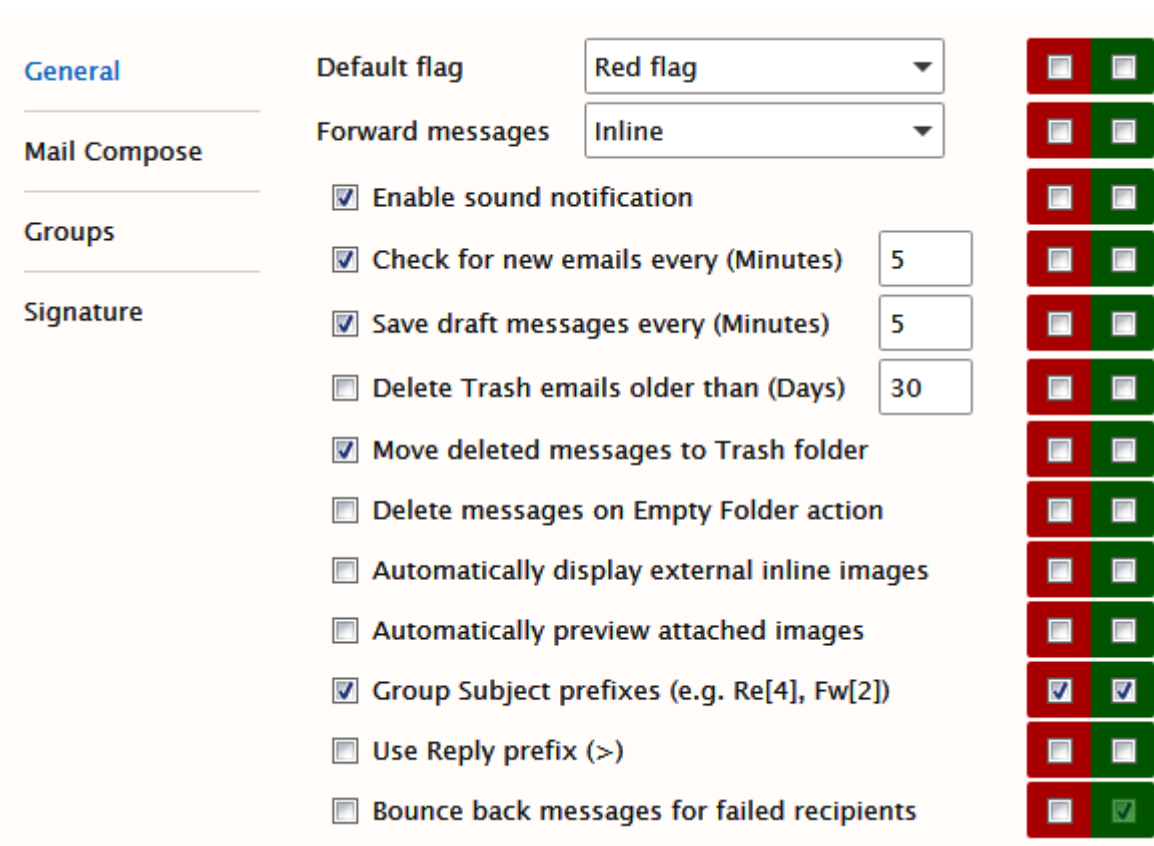 General
Mail Compose
Groups
Signature
Default flag Red flag
Forward messages Inline
Enable sound notification
Check for new emails every (Minutes) 5
Save draft messages every (Minutes) 5
Delete Trash emails older than (Days) 30
Move deleted messages to Trash folder
Delete messages on Empty Folder action
Automatically display external inline images
Automatically preview attached images
Group Subject prefixes (e.g. Re[4], Fw[2])
Use Reply prefix (>)
Bounce back messages for failed recipients